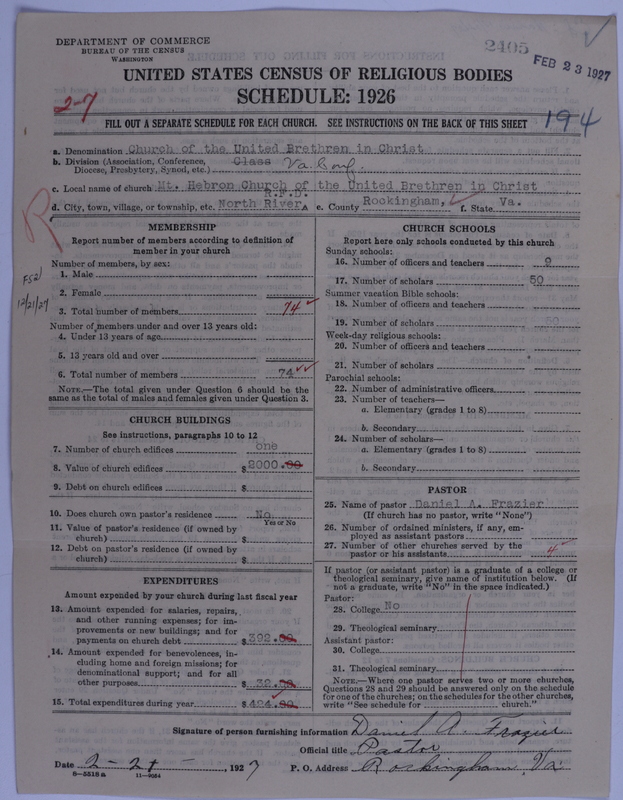 DEPARTMENT OF COMMERCE
BUREAU OF THE CENSUS
WASHINGTON
2405
FEB 23 1927
UNITED STATES CENSUS OF RELIGIOUS BODIES
SCHEDULE: 1926
2-7
194
FILL OUT A SEPARATE SCHEDULE FOR EACH CHURCH. SEE INSTRUCTIONS ON THE BACK OF THIS SHEET
a. Denomination Church of the United Brethren in Christ
b. Division (Association, Conference, Diocese, Presbytery, Synod, etc.) Class Va Conf.
c. Local name of church Mt. Hebron Church of the United Brethren in Christ
R.F.D.
d. City, town, village, or township, etc. North River e. County Rockingham, f. State Va.
R
F52
12/21/27
MEMBERSHIP
Report number of members according to definition of member in your church
Number of members, by sex:
1. Male
2. Female
3. Total number of members 74
Number of members under and over 13 years old:
4. Under 13 years of age
5. 13 years old and over
6. Total number of members 74
NOTE.—The total given under Question 6 should be the same as the total of males and females given under Question 3.
CHURCH BUILDINGS
See instructions, paragraphs 10 to 12
7. Number of church edifices one
8. Value of church edifices $2000.00
9. Debt on church edifices $
10. Does church own pastor's residence No
Yes or No
11. Value of pastor's residence (if owned by church) $
12. Debt on pastor's residence (if owned by church) $
EXPENDITURES
Amount expended by your church during last fiscal year
13. Amount expended for salaries, repairs, and other running expenses; for improvements or new buildings; and for payments on church debt $392.00
14. Amount expended for benevolences, including home and foreign missions; for denominational support; and for all other purposes $32.00
15. Total expenditures during year $424.00
CHURCH SCHOOLS
Report here only schools conducted by this church
Sunday schools:
16. Number of officers and teachers 9
17. Number of scholars 50
Summer vacation Bible schools:
18. Number of officers and teachers
19. Number of scholars 50
Week-day religious schools:
20. Number of officers and teachers
21. Number of scholars
Parochial schools:
22. Number of administrative officers
23. Number of teachers—
a. Elementary (grades 1 to 8)
b. Secondary
24. Number of scholars—
a. Elementary (grades 1 to 8)
b. Secondary
PASTOR
25. Name of pastor Daniel A. Frazier
(If church has no pastor, write "None")
26. Number of ordained ministers, if any, employed as assistant pastors
27. Number of other churches served by the pastor or his assistants 4
If pastor (or assistant pastor) is a graduate of a college or theological seminary, give name of institution below. (If not a graduate, write "No" in the space indicated.)
Pastor:
28. College No
29. Theological seminary
Assistant pastor:
30. College
31. Theological seminary
NOTE.—Where one pastor serves two or more churches, Questions 28 and 29 should be answered only on the schedule for one of the churches; on the schedules for the other churches, write "See schedule for church."
Signature of person furnishing information Daniel A. Frazier
Official title Pastor
Date 2-21-, 1927 P. O. Address Rockingham, Va.
8-5518a 11-9054